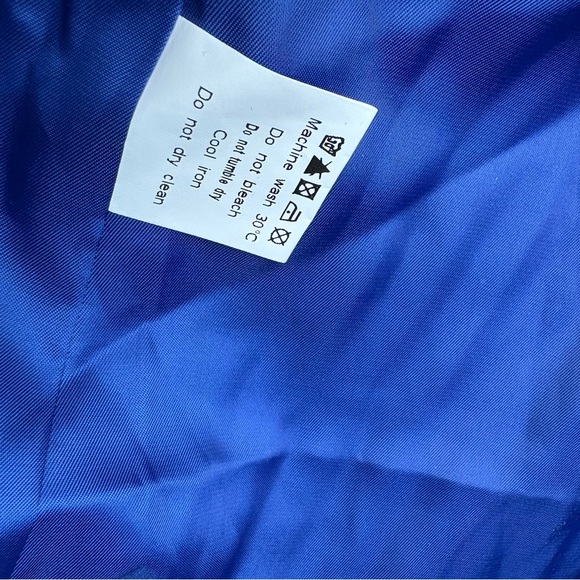 Machine wash 30°C
Do not bleach
Do not tumble dry
Cool iron
Do not dry clean